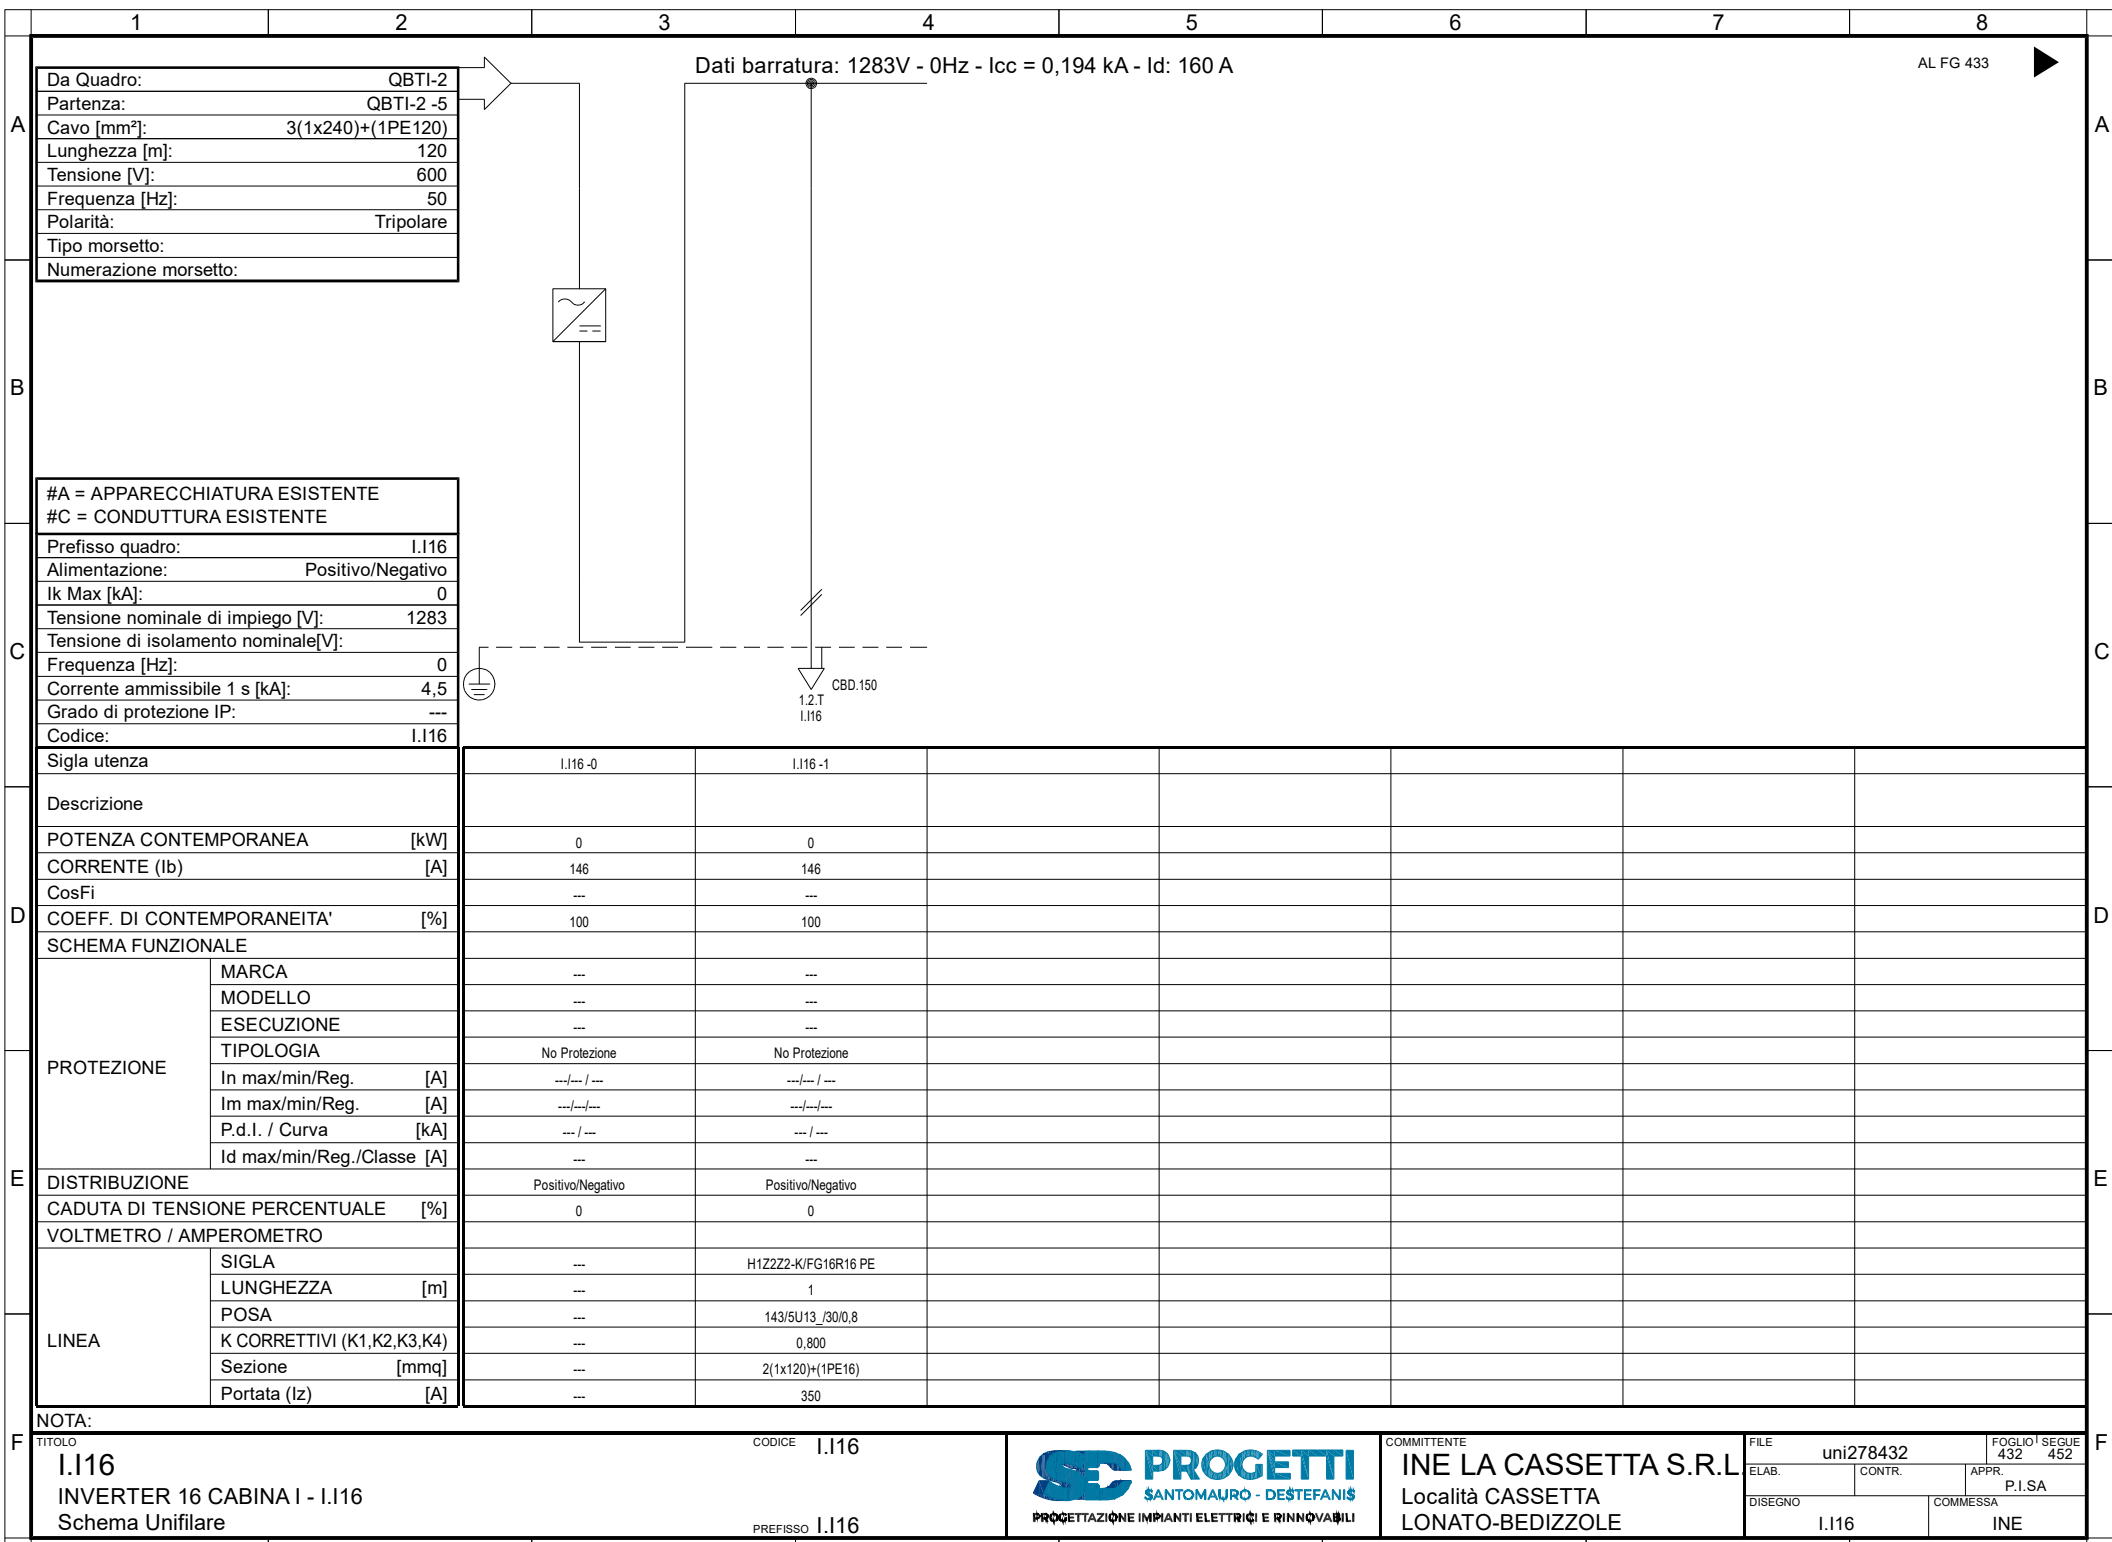 1 2 3 4 5 6 7 8
Dati barratura: 1283V - 0Hz - Icc = 0,194 kA - Id: 160 A
AL FG 433
Da Quadro: QBTI-2
Partenza: QBTI-2 -5
A A
Cavo [mm²]: 3(1x240)+(1PE120)
Lunghezza [m]: 120
Tensione [V]: 600
Frequenza [Hz]: 50
Polarità: Tripolare
Tipo morsetto:
Numerazione morsetto:
B B
#A = APPARECCHIATURA ESISTENTE
#C = CONDUTTURA ESISTENTE
Prefisso quadro: I.I16
Alimentazione: Positivo/Negativo
Ik Max [kA]: 0
Tensione nominale di impiego [V]: 1283
Tensione di isolamento nominale[V]:
C C
Frequenza [Hz]: 0
Corrente ammissibile 1 s [kA]: 4,5
Grado di protezione IP: ---
Codice: I.I16
CBD.150
1.2.T
I.I16
Sigla utenza I.I16 -0 I.I16 -1
Descrizione
POTENZA CONTEMPORANEA [kW] 0 0
CORRENTE (Ib) [A] 146 146
CosFi --- ---
D D
COEFF. DI CONTEMPORANEITA' [%] 100 100
SCHEMA FUNZIONALE
PROTEZIONE
MARCA --- ---
MODELLO --- ---
ESECUZIONE --- ---
TIPOLOGIA No Protezione No Protezione
In max/min/Reg. [A] ---/--- / --- ---/--- / ---
Im max/min/Reg. [A] ---/---/--- ---/---/---
P.d.I. / Curva [kA] --- / --- --- / ---
Id max/min/Reg./Classe [A] --- ---
E E
DISTRIBUZIONE Positivo/Negativo Positivo/Negativo
CADUTA DI TENSIONE PERCENTUALE [%] 0 0
VOLTMETRO / AMPEROMETRO
LINEA
SIGLA --- H1Z2Z2-K/FG16R16 PE
LUNGHEZZA [m] --- 1
POSA --- 143/5U13_/30/0,8
K CORRETTIVI (K1,K2,K3,K4) --- 0,800
Sezione [mmq] --- 2(1x120)+(1PE16)
Portata (Iz) [A] --- 350
NOTA:
F F
TITOLO
I.I16
INVERTER 16 CABINA I - I.I16
Schema Unifilare
CODICE I.I16
PREFISSO I.I16
SEC PROGETTI
SANTOMAURO - DESTEFANIS
PROGETTAZIONE IMPIANTI ELETTRICI E RINNOVABILI
COMMITTENTE
INE LA CASSETTA S.R.L.
Località CASSETTA
LONATO-BEDIZZOLE
FILE uni278432
FOGLIO SEGUE
432 452
ELAB. CONTR. APPR.
P.I.SA
DISEGNO COMMESSA
I.I16 INE